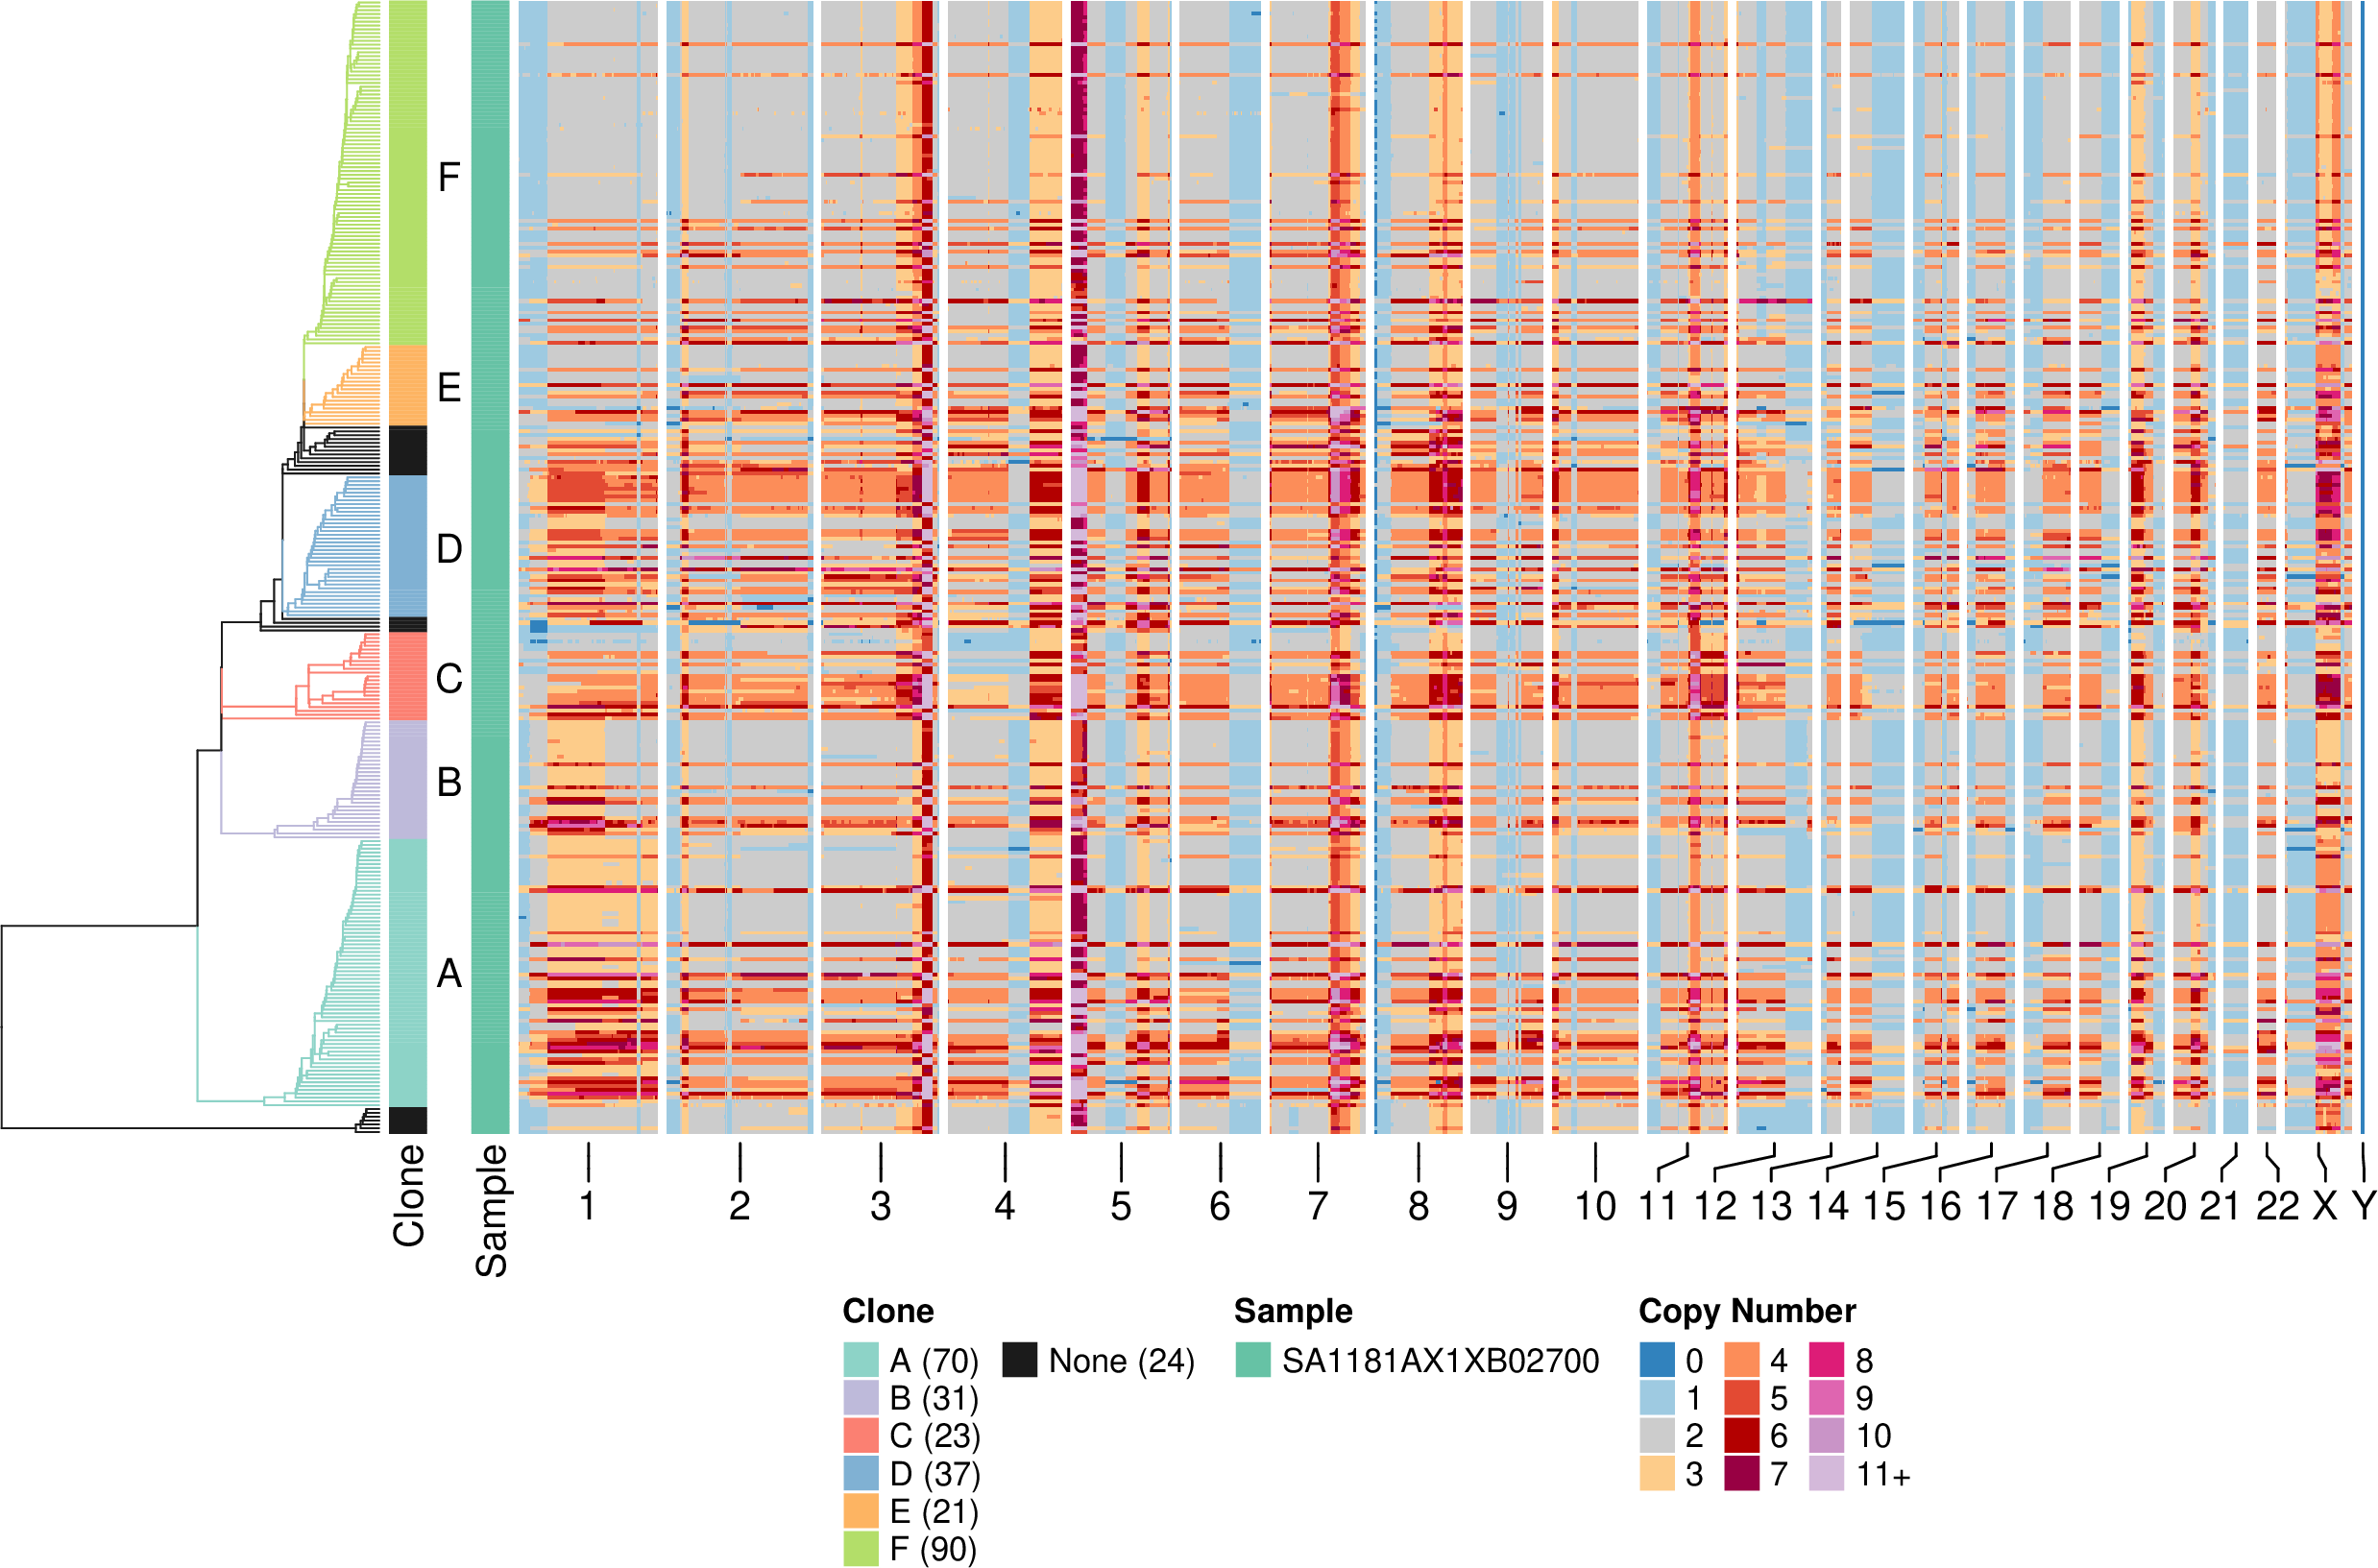 F
E
D
C
B
A
Clone
Sample
1 2 3 4 5 6 7 8 9 10 11 12 13 14 15 16 17 18 19 20 21 22 X Y
Clone
A (70)
B (31)
C (23)
D (37)
E (21)
F (90)
None (24)
Sample
SA1181AX1XB02700
Copy Number
0
1
2
3
4
5
6
7
8
9
10
11+